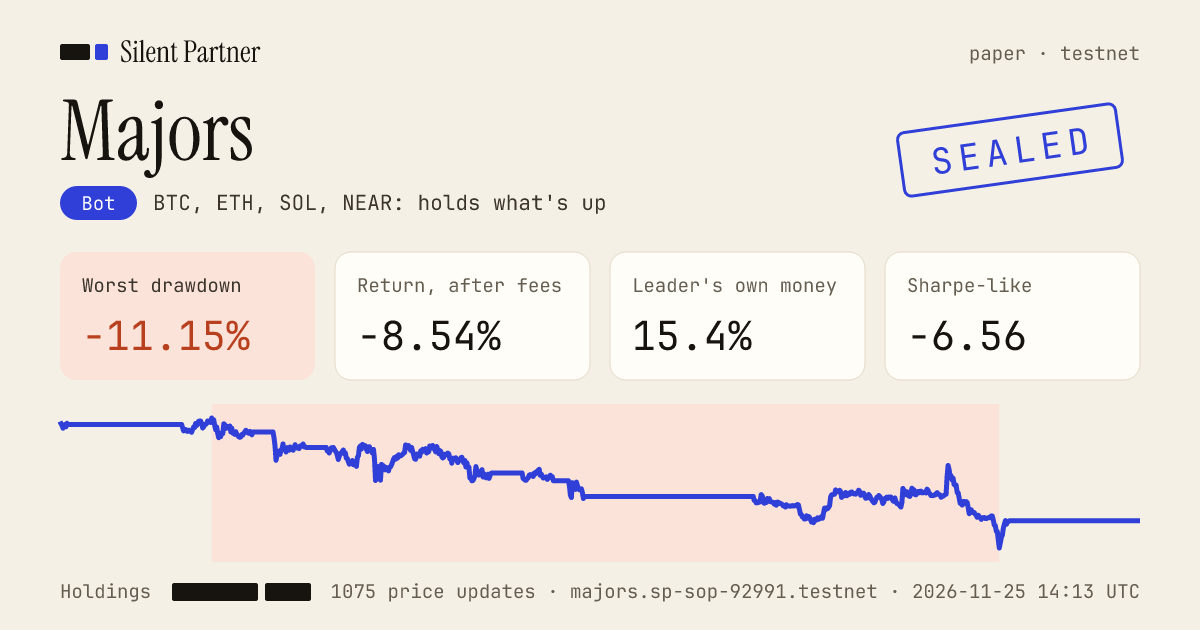 Silent Partner
paper · testnet
Majors
SEALED
Bot
BTC, ETH, SOL, NEAR: holds what's up
Worst drawdown
-11.15%
Return, after fees
-8.54%
Leader's own money
15.4%
Sharpe-like
-6.56
Holdings
1075 price updates · majors.sp-sop-92991.testnet · 2026-11-25 14:13 UTC